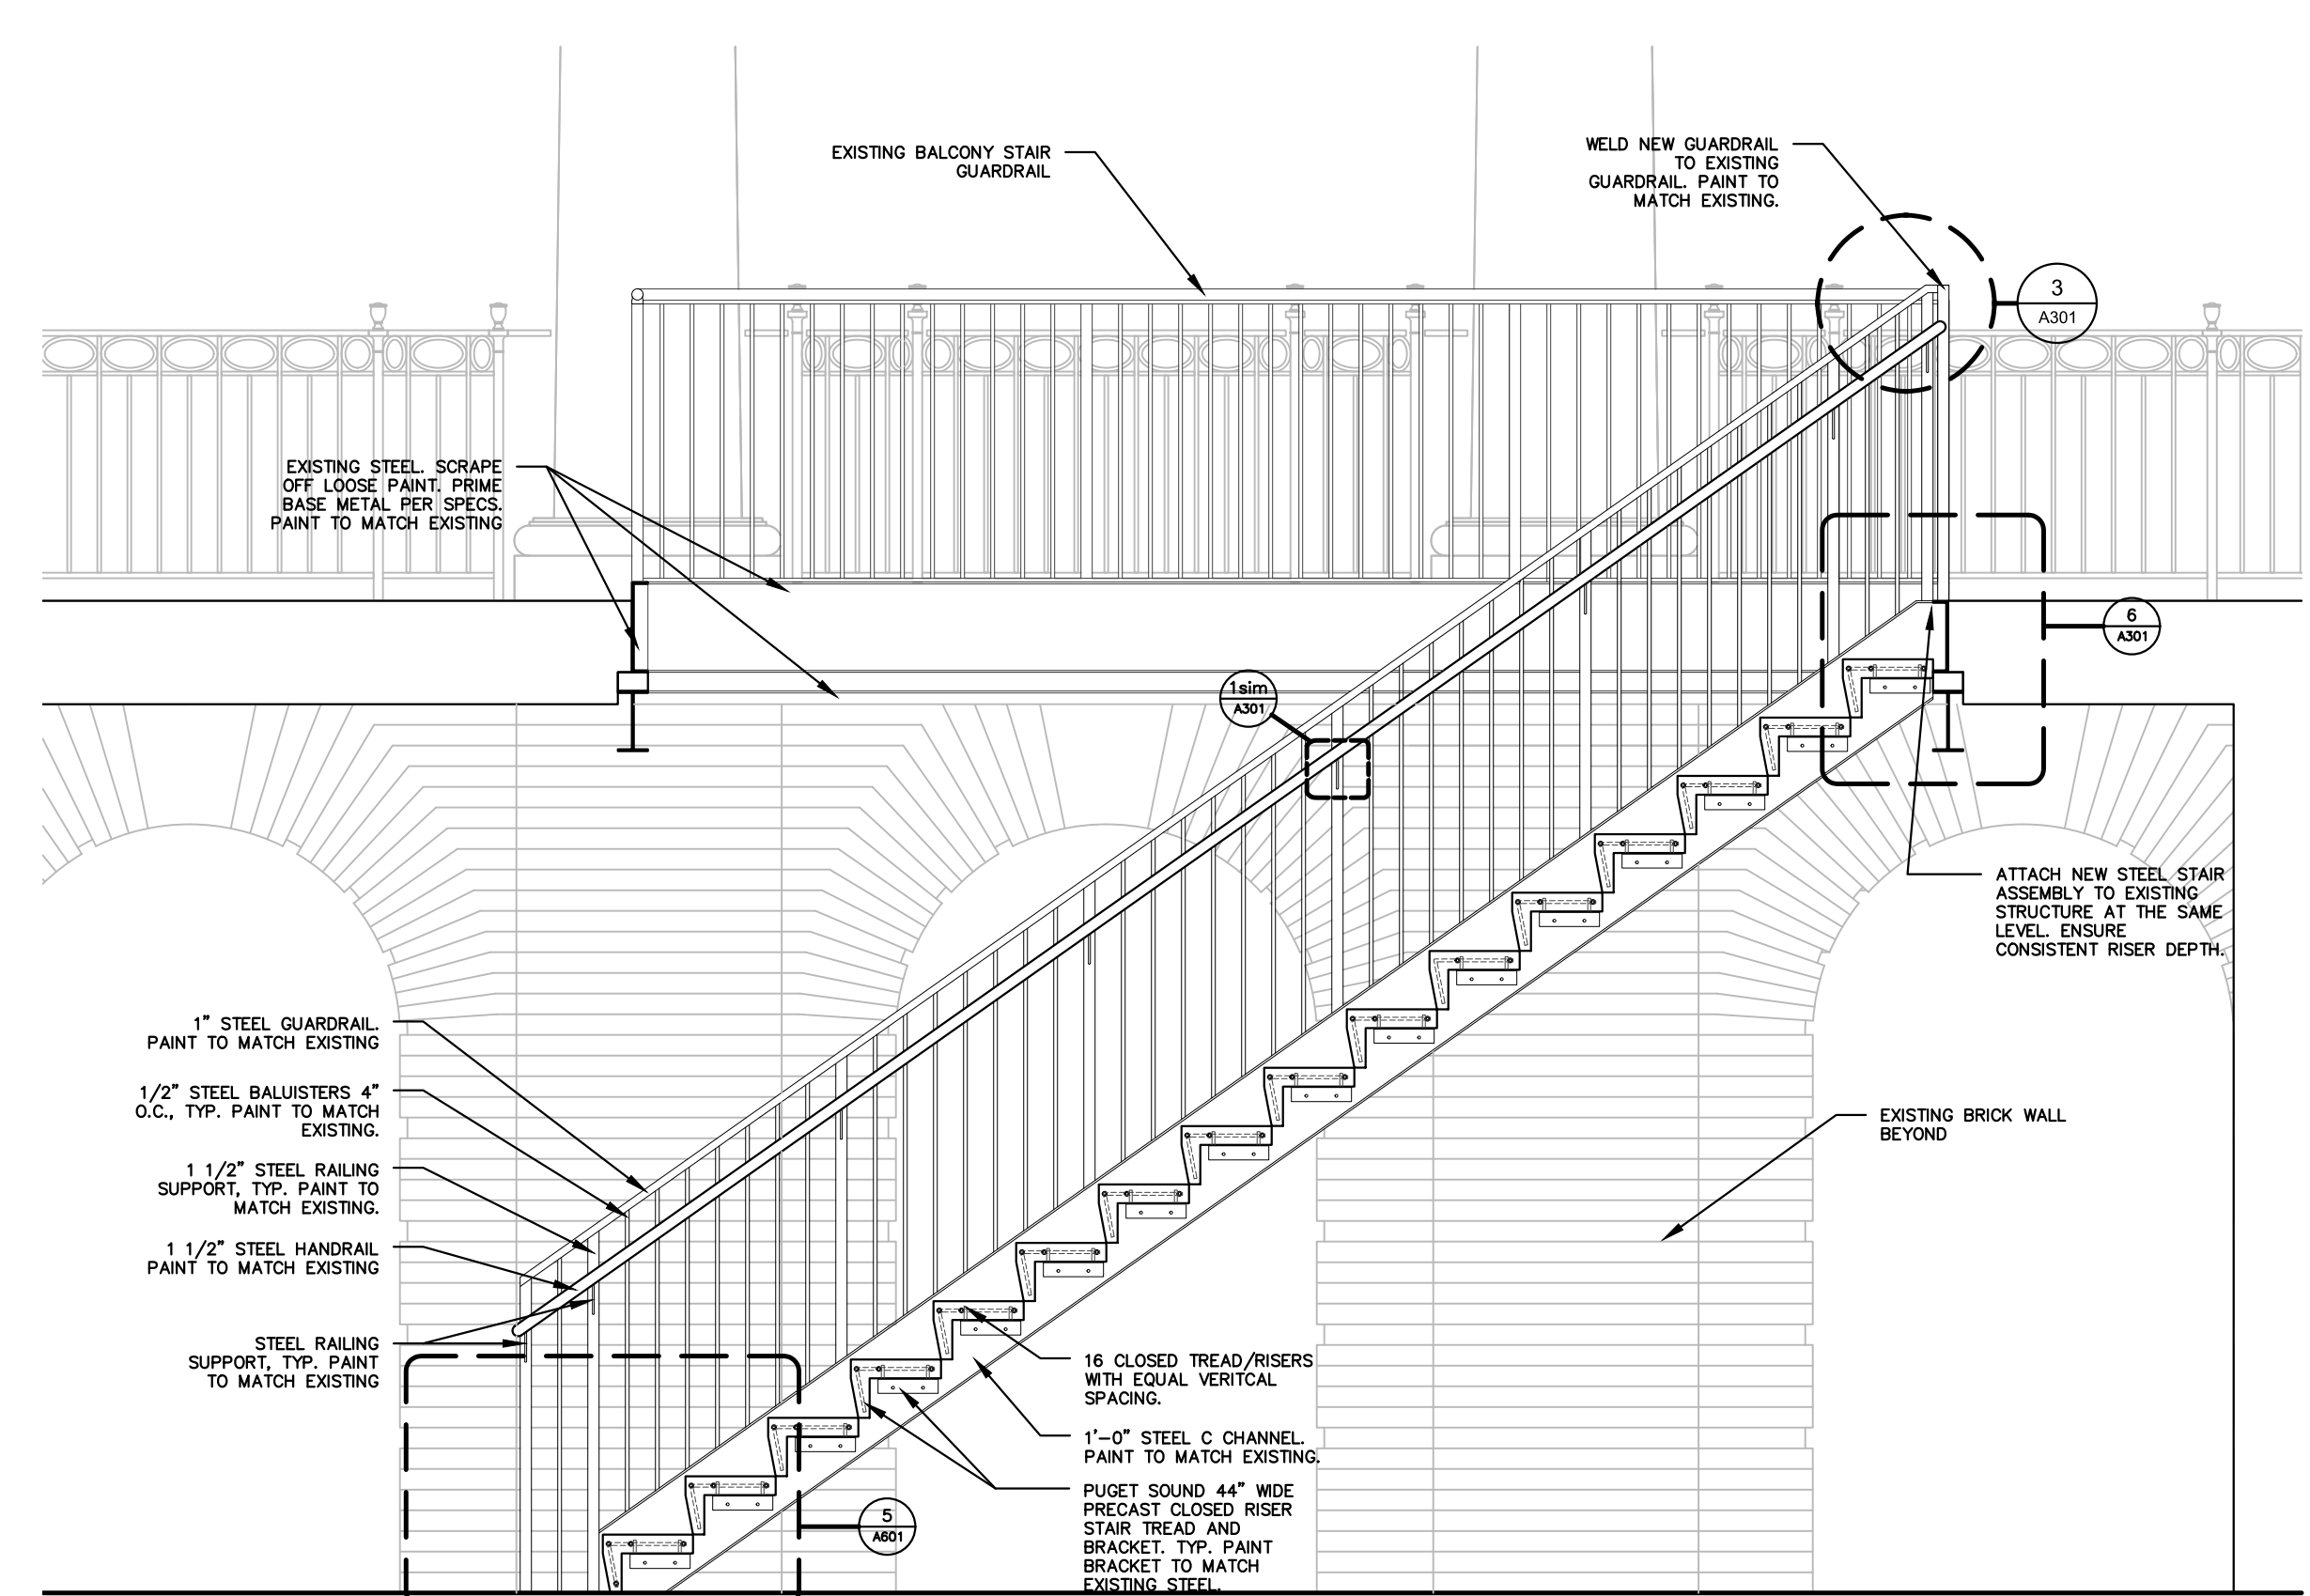 EXISTING BALCONY STAIR
GUARDRAIL
WELD NEW GUARDRAIL
TO EXISTING
GUARDRAIL. PAINT TO
MATCH EXISTING.
3
A301
EXISTING STEEL. SCRAPE
OFF LOOSE PAINT. PRIME
BASE METAL PER SPECS.
PAINT TO MATCH EXISTING
6
A301
1sim
A301
ATTACH NEW STEEL STAIR
ASSEMBLY TO EXISTING
STRUCTURE AT THE SAME
LEVEL. ENSURE
CONSISTENT RISER DEPTH.
1" STEEL GUARDRAIL.
PAINT TO MATCH EXISTING
1/2" STEEL BALUISTERS 4"
O.C., TYP. PAINT TO MATCH
EXISTING.
EXISTING BRICK WALL
BEYOND
1 1/2" STEEL RAILING
SUPPORT, TYP. PAINT TO
MATCH EXISTING.
1 1/2" STEEL HANDRAIL
PAINT TO MATCH EXISTING
STEEL RAILING
SUPPORT, TYP. PAINT
TO MATCH EXISTING
16 CLOSED TREAD/RISERS
WITH EQUAL VERITCAL
SPACING.
1'-0" STEEL C CHANNEL.
PAINT TO MATCH EXISTING.
PUGET SOUND 44" WIDE
PRECAST CLOSED RISER
STAIR TREAD AND
BRACKET. TYP. PAINT
BRACKET TO MATCH
EXISTING STEEL.
5
A601